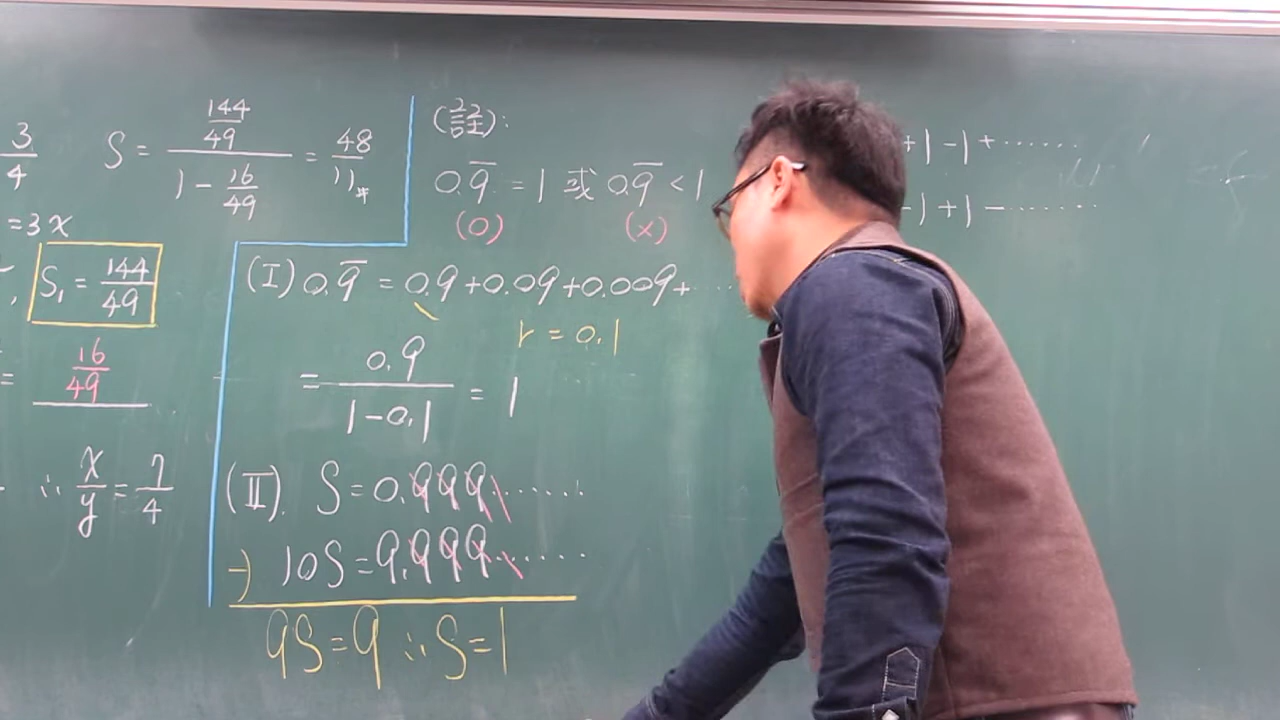 3/4
S = (144/49)/(1 - 16/49) = 48/11 #
= 3x
S₁ = 144/49
= 16/49
∴ x/y = 7/4
(註):
0.9̅ = 1 或 0.9̅ < 1
(O) (x)
(I) 0.9̅ = 0.9+0.09+0.009+......
r = 0.1
= 0.9/(1-0.1) = 1
(II). S = 0.999......
-) 10S = 9.999......
9S = 9 ∴ S = 1
+1-1+......
-1+1-......